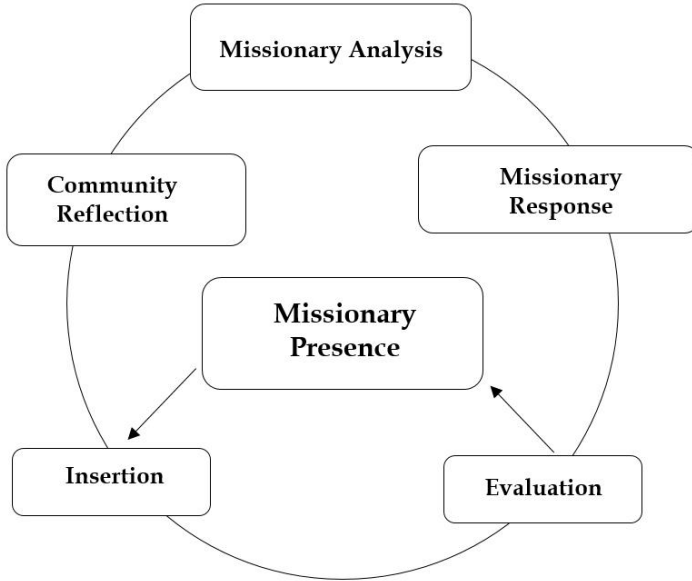 Missionary Analysis
Community
Reflection
Missionary
Response
Missionary
Presence
Insertion
Evaluation